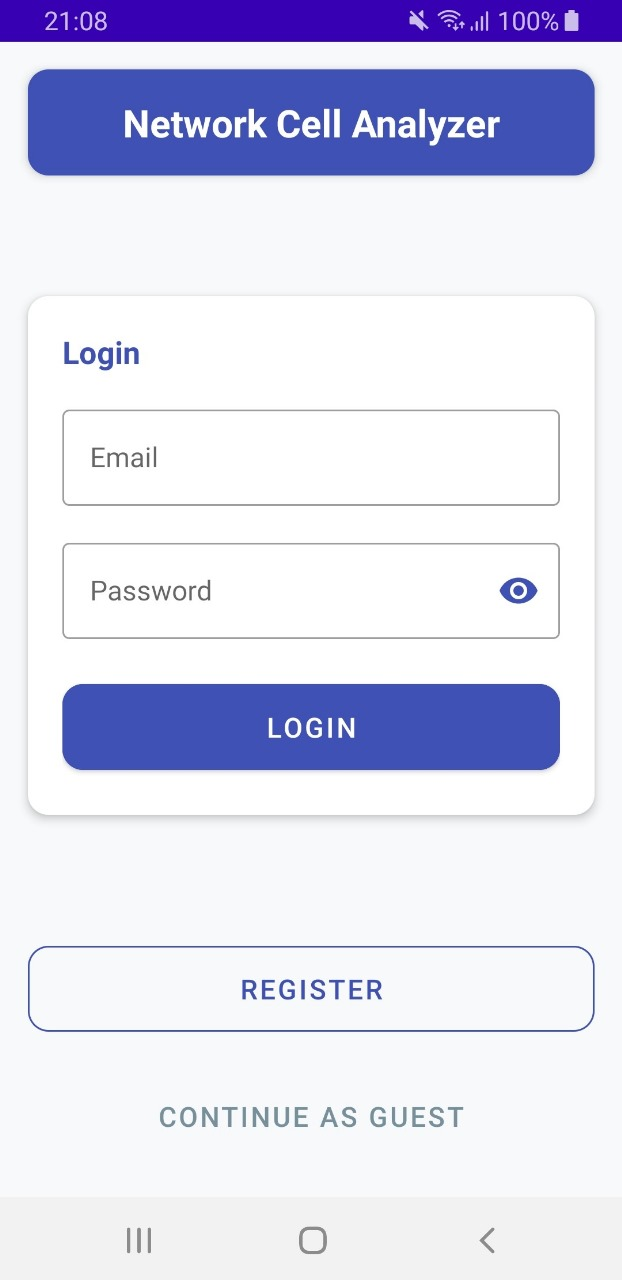 21:08 100%
Network Cell Analyzer
Login
Email
Password
LOGIN
REGISTER
CONTINUE AS GUEST